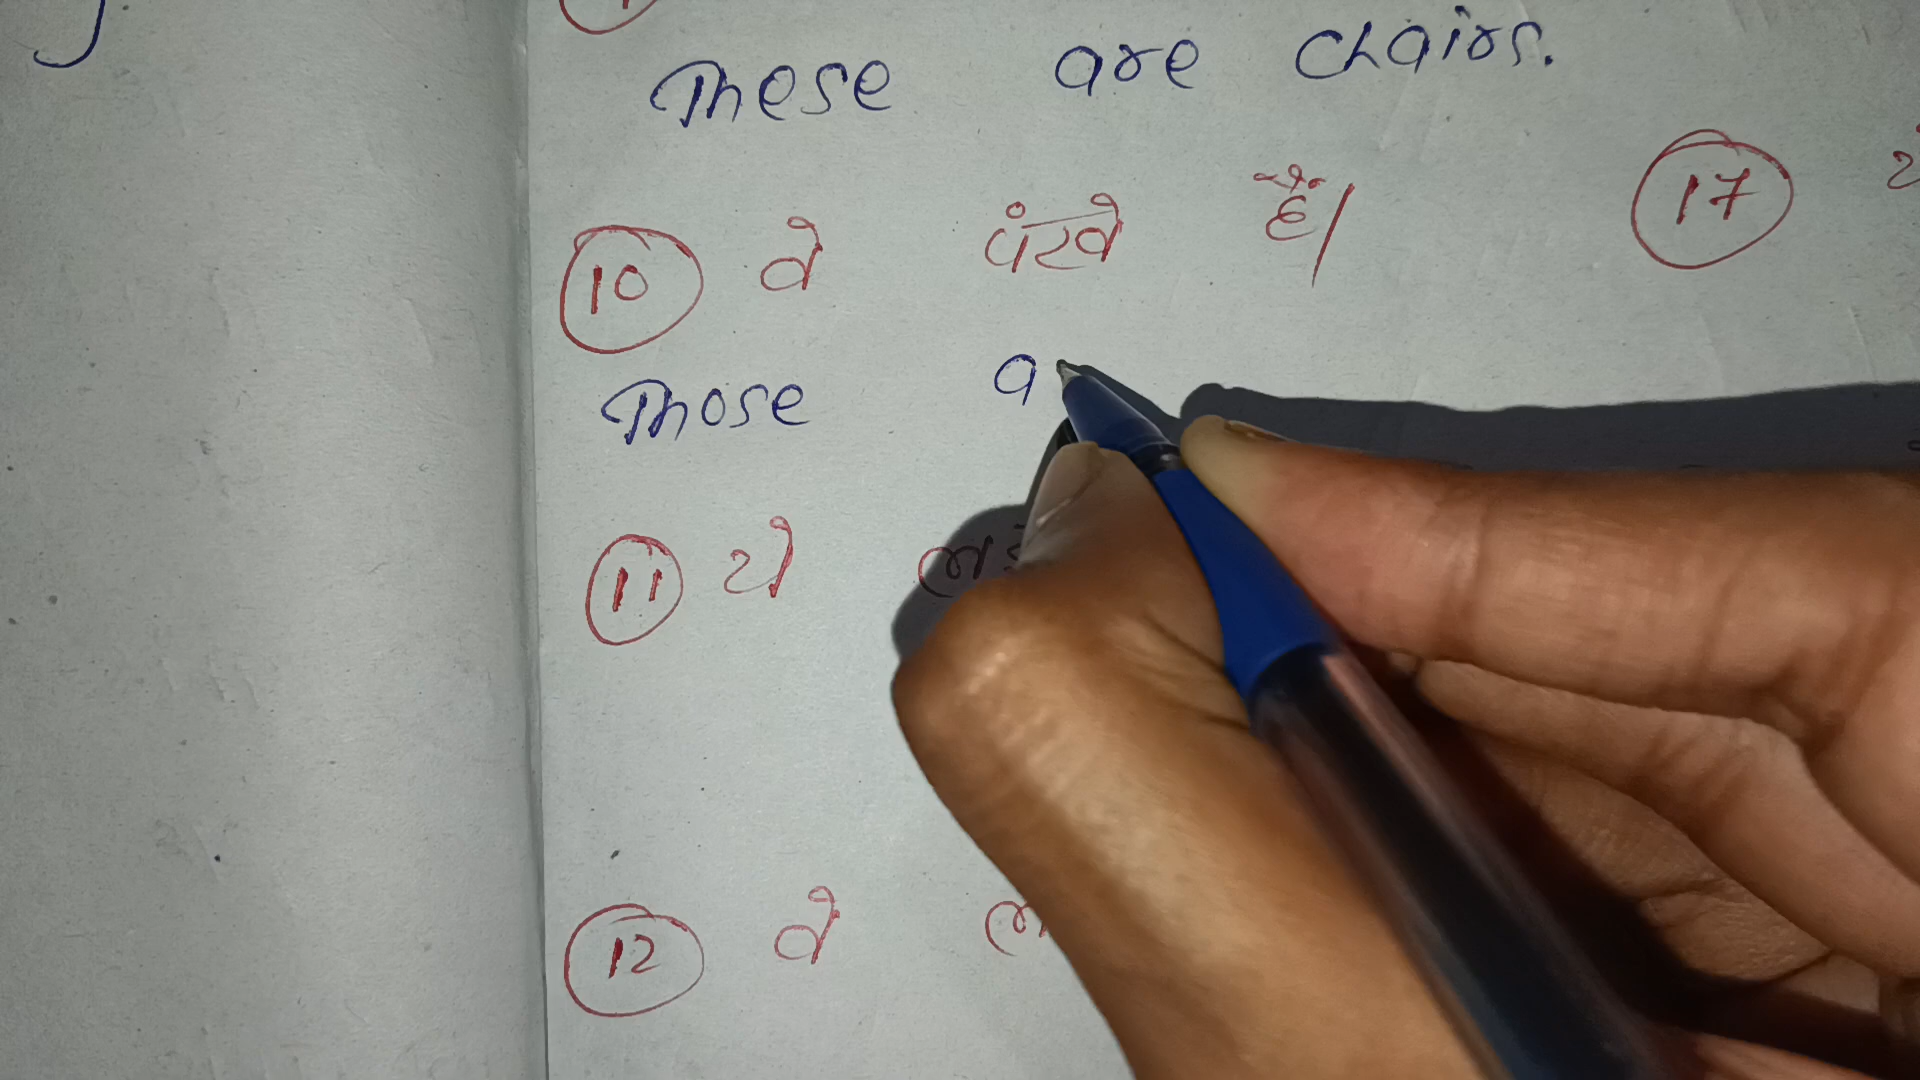 These are chairs.
10 वे पंखे हैं।
17
Those a
11 ये
12 वे